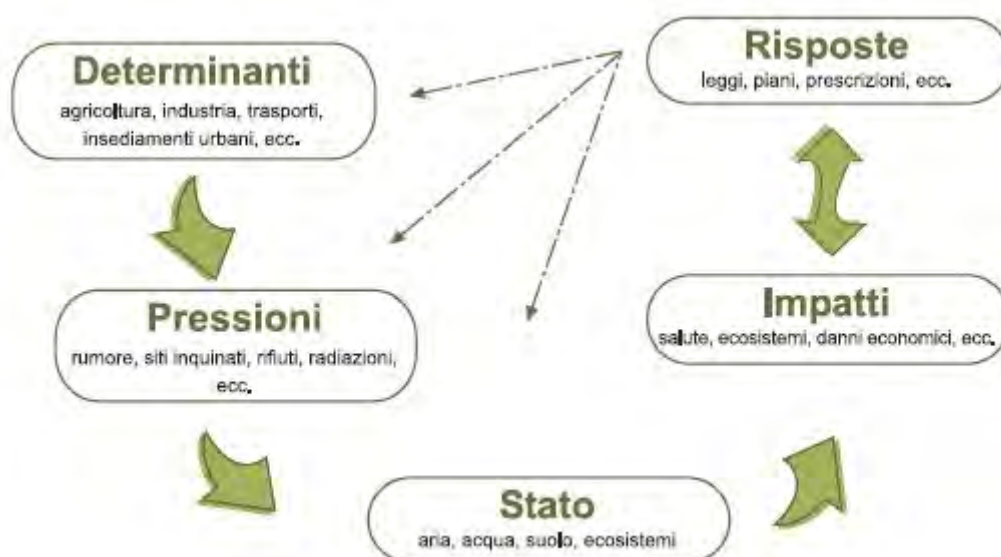 Determinanti
agricoltura, industria, trasporti,
insediamenti urbani, ecc.
Risposte
leggi, piani, prescrizioni, ecc.
Pressioni
rumore, siti inquinati, rifiuti, radiazioni,
ecc.
Impatti
salute, ecosistemi, danni economici, ecc.
Stato
aria, acqua, suolo, ecosistemi